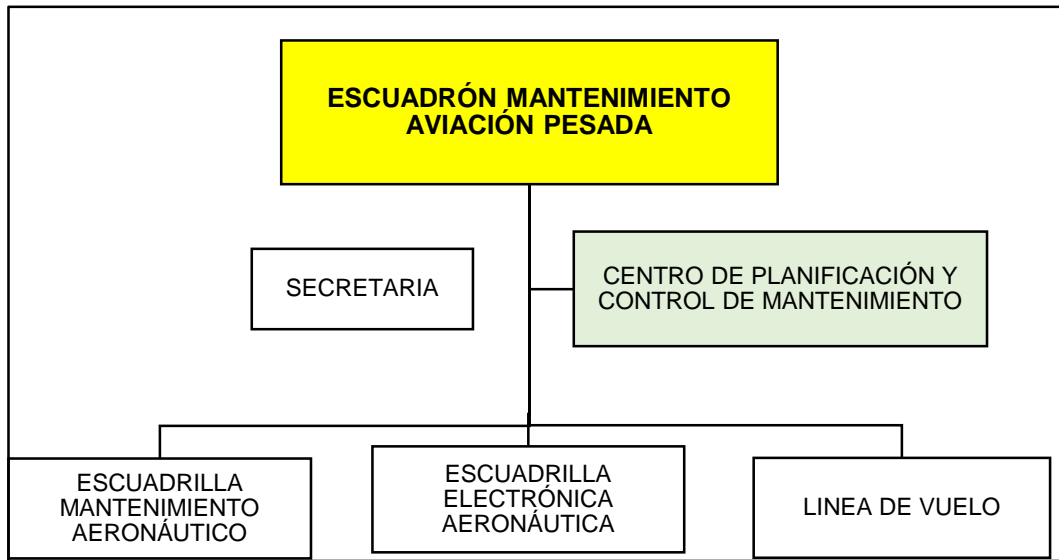 ESCUADRÓN MANTENIMIENTO
AVIACIÓN PESADA
SECRETARIA
CENTRO DE PLANIFICACIÓN Y
CONTROL DE MANTENIMIENTO
ESCUADRILLA
MANTENIMIENTO
AERONÁUTICO
ESCUADRILLA
ELECTRÓNICA
AERONÁUTICA
LINEA DE VUELO